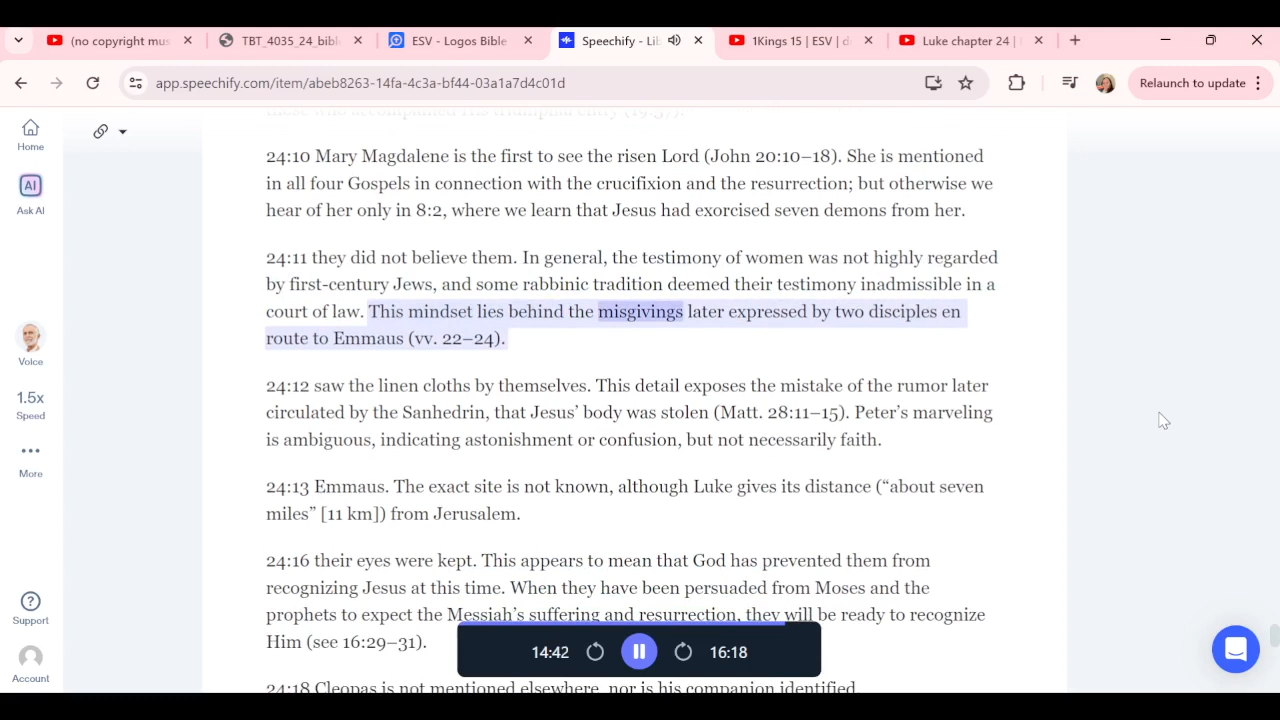 (no copyright mus
TBT_4035_24_bibl
ESV - Logos Bible
Speechify - Lib
1Kings 15 | ESV | d
Luke chapter 24 |
app.speechify.com/item/abeb8263-14fa-4c3a-bf44-03a1a7d4c01d
Relaunch to update
Home
Ask AI
Voice
1.5x
Speed
More
Support
Account
those who accompanied His triumphal entry (19:37).
24:10 Mary Magdalene is the first to see the risen Lord (John 20:10–18). She is mentioned
in all four Gospels in connection with the crucifixion and the resurrection; but otherwise we
hear of her only in 8:2, where we learn that Jesus had exorcised seven demons from her.
24:11 they did not believe them. In general, the testimony of women was not highly regarded
by first-century Jews, and some rabbinic tradition deemed their testimony inadmissible in a
court of law. This mindset lies behind the misgivings later expressed by two disciples en
route to Emmaus (vv. 22–24).
24:12 saw the linen cloths by themselves. This detail exposes the mistake of the rumor later
circulated by the Sanhedrin, that Jesus’ body was stolen (Matt. 28:11–15). Peter’s marveling
is ambiguous, indicating astonishment or confusion, but not necessarily faith.
24:13 Emmaus. The exact site is not known, although Luke gives its distance (“about seven
miles” [11 km]) from Jerusalem.
24:16 their eyes were kept. This appears to mean that God has prevented them from
recognizing Jesus at this time. When they have been persuaded from Moses and the
prophets to expect the Messiah’s suffering and resurrection, they will be ready to recognize
Him (see 16:29–31).
24:18 Cleopas is not mentioned elsewhere, nor is his companion identified
14:42
16:18